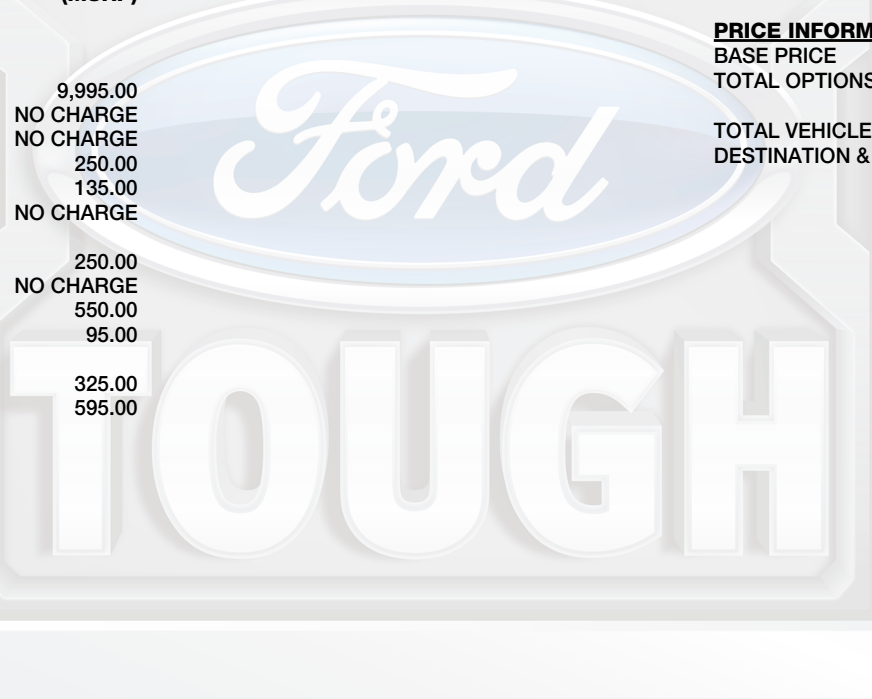 9,995.00
NO CHARGE
NO CHARGE
250.00
135.00
NO CHARGE
250.00
NO CHARGE
550.00
95.00
325.00
595.00
PRICE INFORM
BASE PRICE
TOTAL OPTIONS
TOTAL VEHICLE
DESTINATION &
Ford
TOUGH